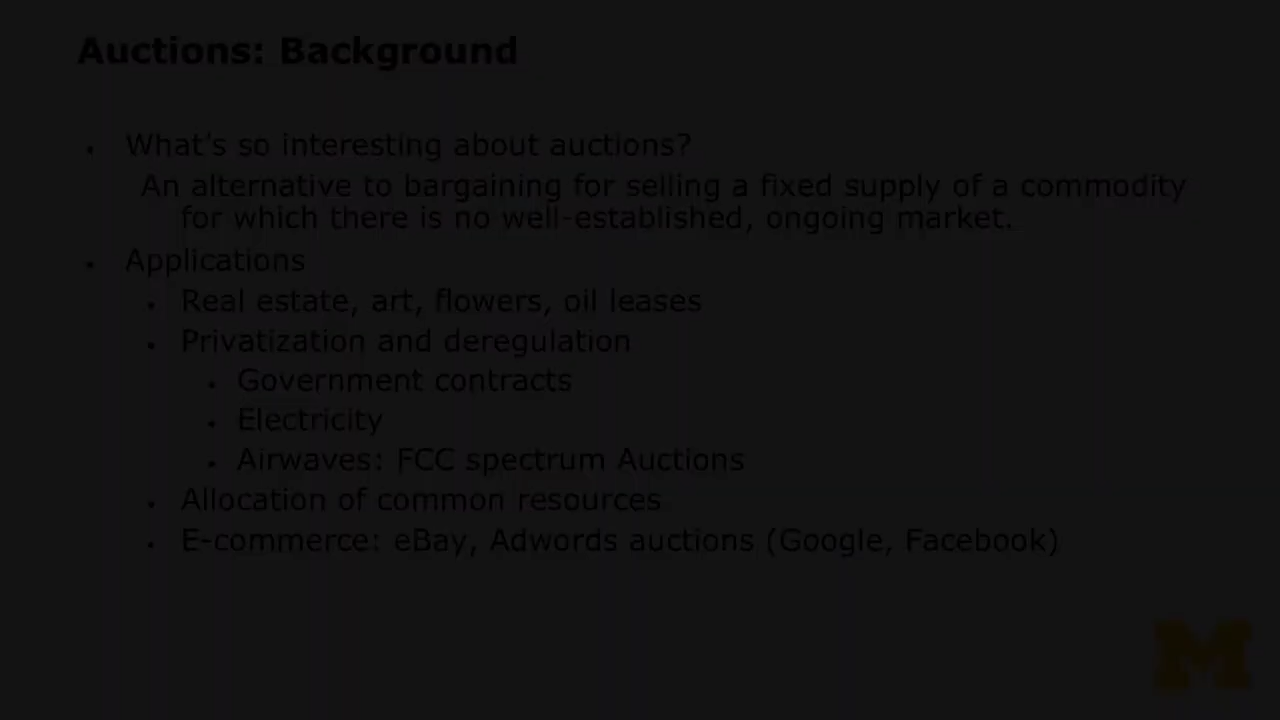 Auctions: Background
What's so interesting about auctions?
An alternative to bargaining for selling a fixed supply of a commodity
for which there is no well-established, ongoing market.
Applications
Real estate, art, flowers, oil leases
Privatization and deregulation
Government contracts
Electricity
Airwaves: FCC spectrum Auctions
Allocation of common resources
E-commerce: eBay, Adwords auctions (Google, Facebook)
M